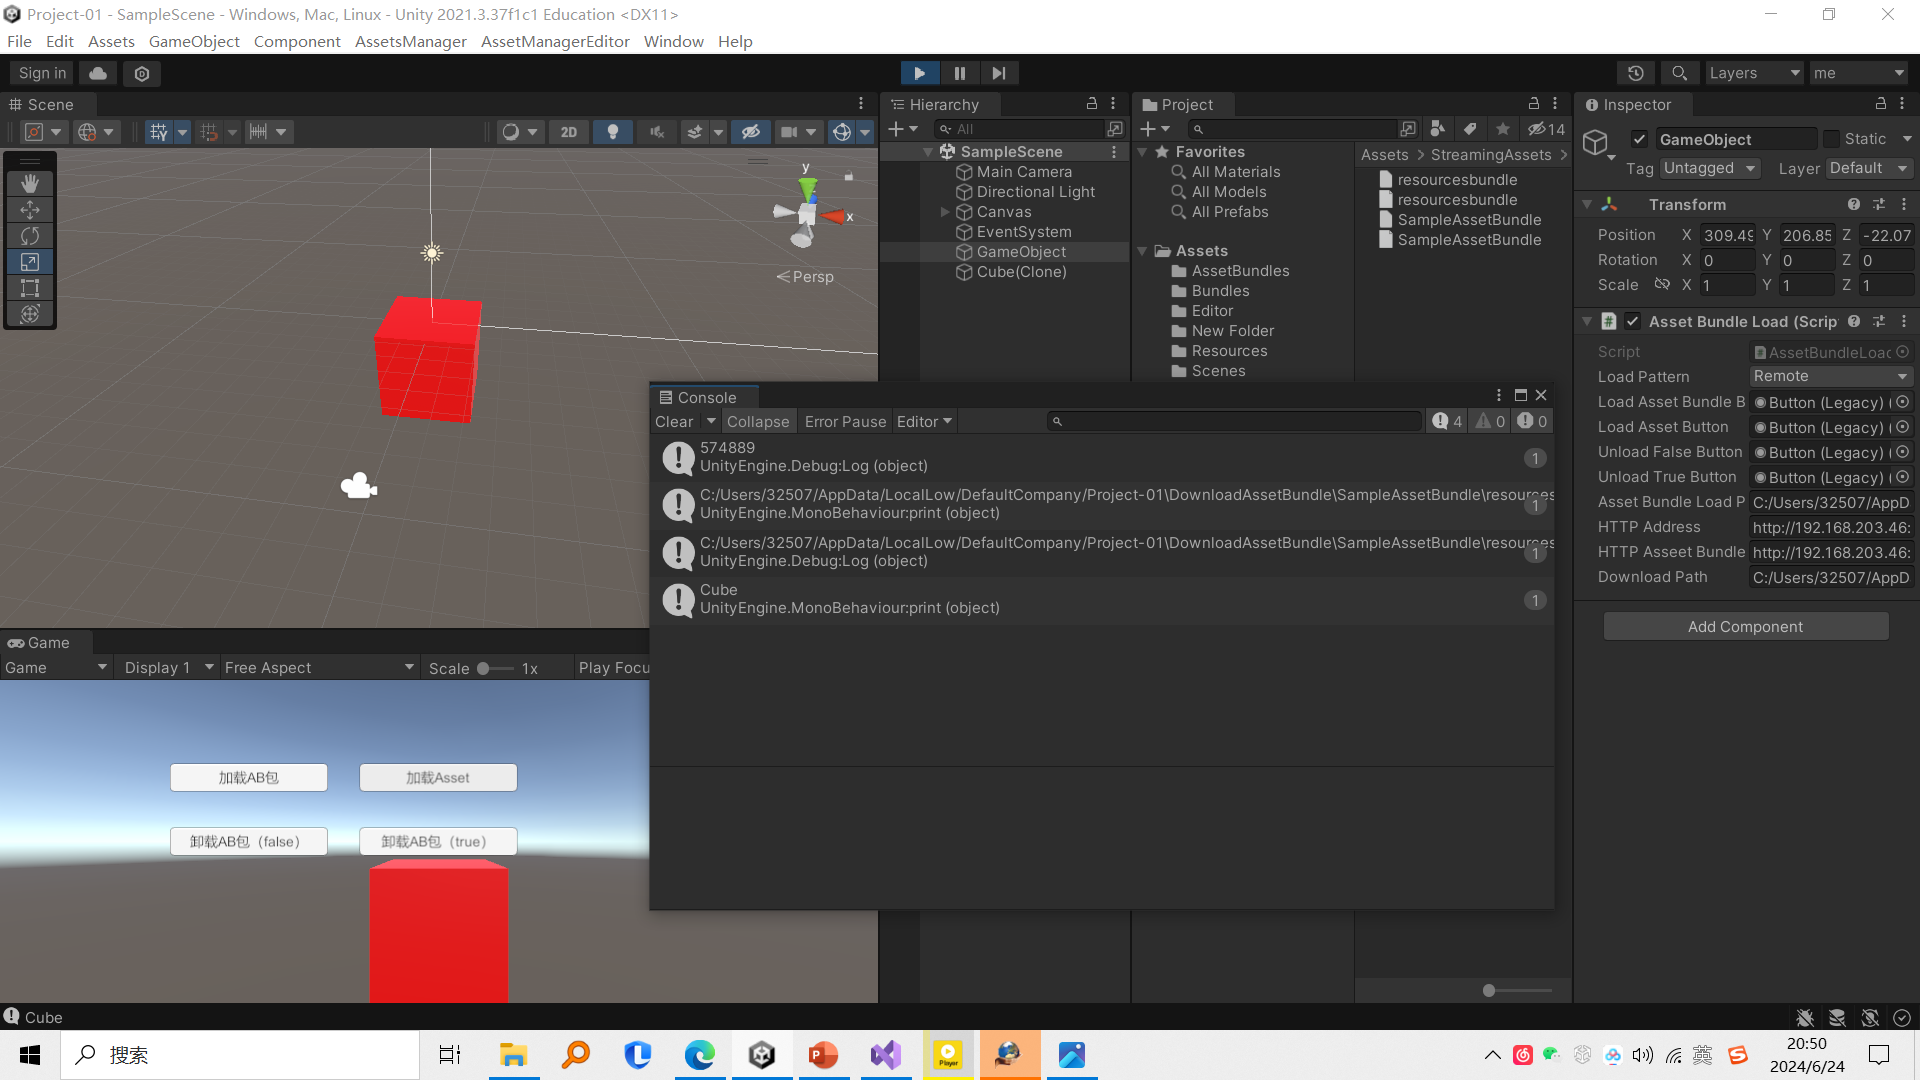 Project-01 - SampleScene - Windows, Mac, Linux - Unity 2021.3.37f1c1 Education <DX11>
File Edit Assets GameObject Component AssetsManager AssetManagerEditor Window Help
Sign in
Layers
me
Scene
2D
y
x
Persp
Hierarchy
All
SampleScene
Main Camera
Directional Light
Canvas
EventSystem
GameObject
Cube(Clone)
Project
14
Favorites
All Materials
All Models
All Prefabs
Assets
AssetBundles
Bundles
Editor
New Folder
Resources
Scenes
Assets > StreamingAssets >
resourcesbundle
resourcesbundle
SampleAssetBundle
SampleAssetBundle
Inspector
GameObject
Static
Tag Untagged Layer Default
Transform
Position X 309.49 Y 206.85 Z -22.07
Rotation X 0 Y 0 Z 0
Scale X 1 Y 1 Z 1
# Asset Bundle Load (Scrip
Script AssetBundleLoad
Load Pattern Remote
Load Asset Bundle B Button (Legacy) (
Load Asset Button Button (Legacy) (
Unload False Button Button (Legacy) (
Unload True Button Button (Legacy) (
Asset Bundle Load P C:/Users/32507/AppD
HTTP Address http://192.168.203.46:
HTTP Asseet Bundle http://192.168.203.46:
Download Path C:/Users/32507/AppD
Add Component
Console
Clear Collapse Error Pause Editor
4 0 0
574889
UnityEngine.Debug:Log (object)
1
C:/Users/32507/AppData/LocalLow/DefaultCompany/Project-01\DownloadAssetBundle\SampleAssetBundle\resources
UnityEngine.MonoBehaviour:print (object)
1
C:/Users/32507/AppData/LocalLow/DefaultCompany/Project-01\DownloadAssetBundle\SampleAssetBundle\resources
UnityEngine.Debug:Log (object)
1
Cube
UnityEngine.MonoBehaviour:print (object)
1
Game
Game Display 1 Free Aspect Scale 1x Play Focu
加载AB包
加载Asset
卸载AB包（false）
卸载AB包（true）
Cube
搜索
P
Player
英
S
20:50
2024/6/24